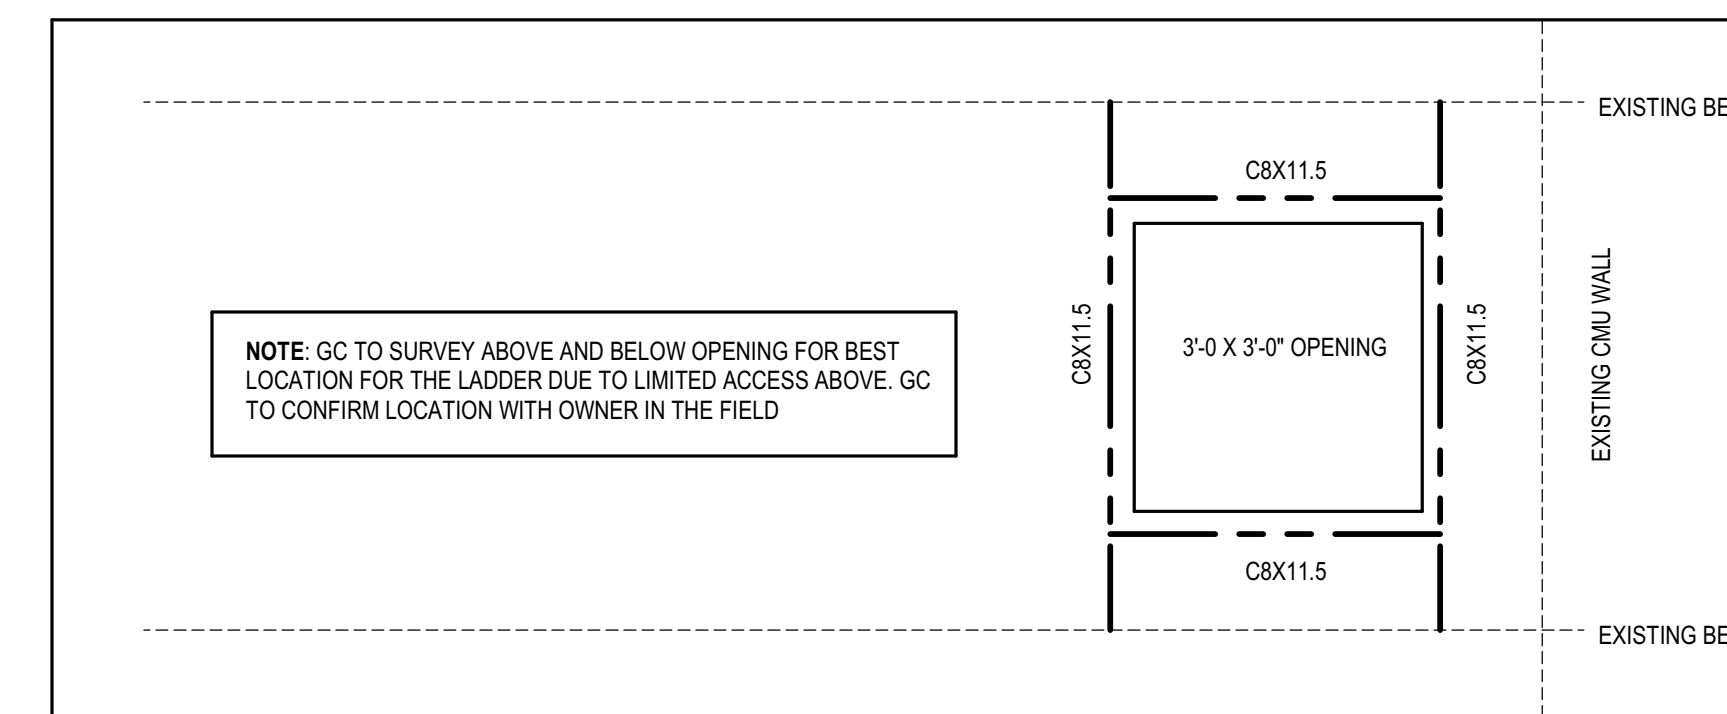 EXISTING BE
C8X11.5
C8X11.5
3'-0 X 3'-0" OPENING
C8X11.5
EXISTING CMU WALL
NOTE: GC TO SURVEY ABOVE AND BELOW OPENING FOR BEST
LOCATION FOR THE LADDER DUE TO LIMITED ACCESS ABOVE. GC
TO CONFIRM LOCATION WITH OWNER IN THE FIELD
C8X11.5
EXISTING BE